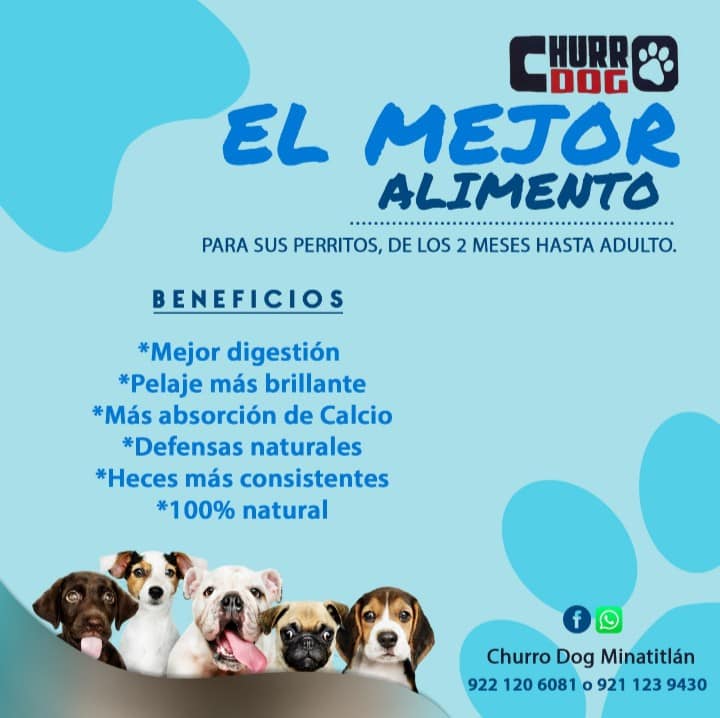 CHURRO
DOG
EL MEJOR
ALIMENTO
PARA SUS PERRITOS, DE LOS 2 MESES HASTA ADULTO.
BENEFICIOS
*Mejor digestión
*Pelaje más brillante
*Más absorción de Calcio
*Defensas naturales
*Heces más consistentes
*100% natural
Churro Dog Minatitlán
922 120 6081 o 921 123 9430